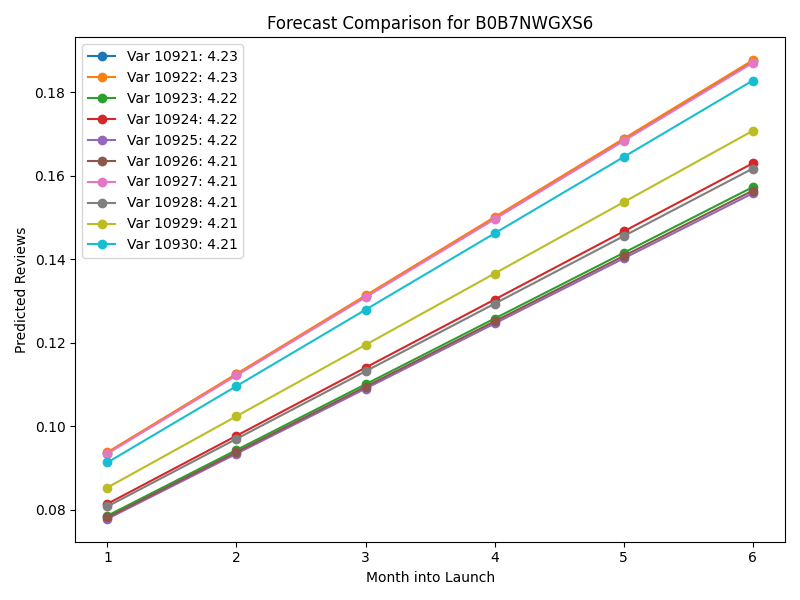 Forecast Comparison for B0B7NWGXS6
Var 10921: 4.23
Var 10922: 4.23
Var 10923: 4.22
Var 10924: 4.22
Var 10925: 4.22
Var 10926: 4.21
Var 10927: 4.21
Var 10928: 4.21
Var 10929: 4.21
Var 10930: 4.21
Predicted Reviews
0.18
0.16
0.14
0.12
0.10
0.08
1 2 3 4 5 6
Month into Launch